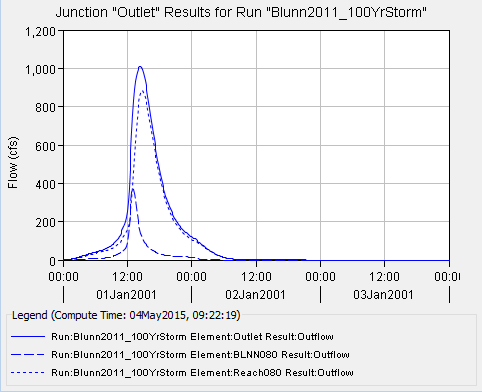 Junction "Outlet" Results for Run "Blunn2011_100YrStorm"
1,200
1,000
800
600
400
200
0
Flow (cfs)
00:00 12:00 00:00 12:00 00:00 12:00 00:0
01Jan2001 02Jan2001 03Jan2001
Legend (Compute Time: 04May2015, 09:22:19)
Run:Blunn2011_100YrStorm Element:Outlet Result:Outflow
Run:Blunn2011_100YrStorm Element:BLNN080 Result:Outflow
Run:Blunn2011_100YrStorm Element:Reach080 Result:Outflow